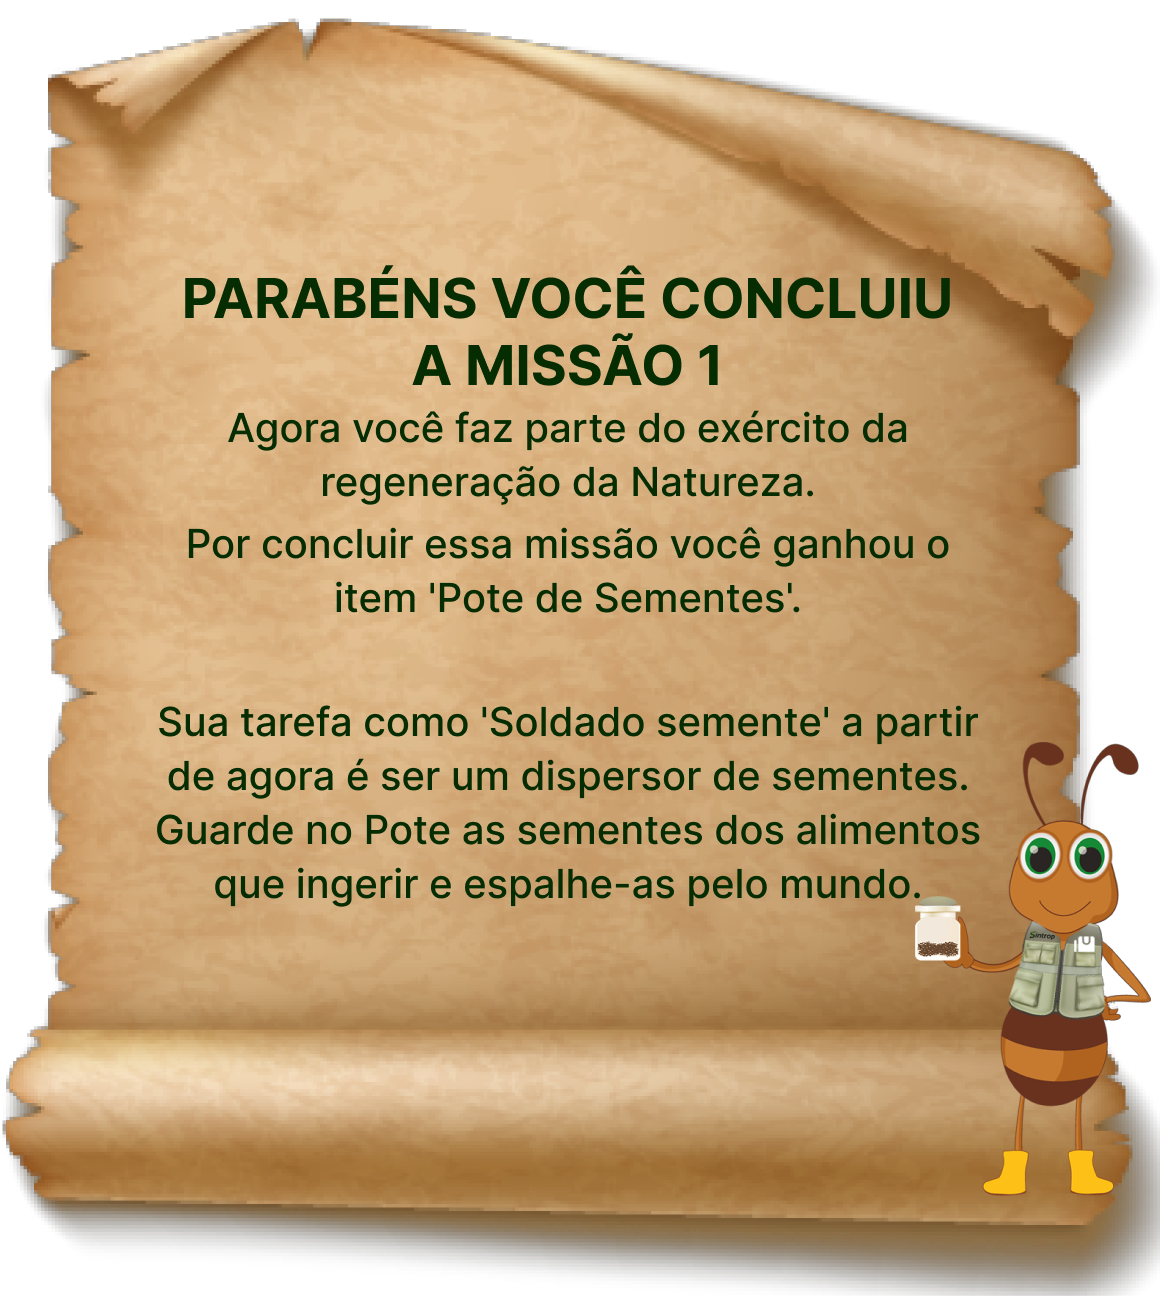 PARABÉNS VOCÊ CONCLUIU
A MISSÃO 1
Agora você faz parte do exército da
regeneração da Natureza.
Por concluir essa missão você ganhou o
item 'Pote de Sementes'.
Sua tarefa como 'Soldado semente' a partir
de agora é ser um dispersor de sementes.
Guarde no Pote as sementes dos alimentos
que ingerir e espalhe-as pelo mundo.
Sintrop